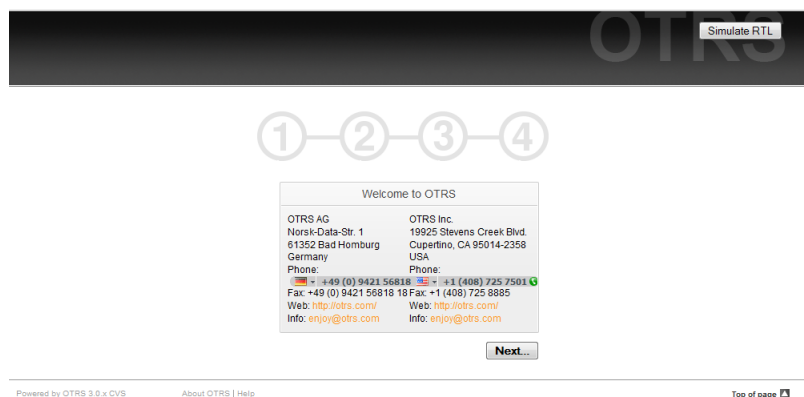 OTRS
Simulate RTL
1 2 3 4
Welcome to OTRS
OTRS AG
Norsk-Data-Str. 1
61352 Bad Homburg
Germany
Phone:
+49 (0) 9421 56818
Fax: +49 (0) 9421 56818 18
Web: http://otrs.com/
Info: enjoy@otrs.com
OTRS Inc.
19925 Stevens Creek Blvd.
Cupertino, CA 95014-2358
USA
Phone:
+1 (408) 725 7501
Fax: +1 (408) 725 8885
Web: http://otrs.com/
Info: enjoy@otrs.com
Next...
Powered by OTRS 3.0.x CVS
About OTRS | Help
Top of page